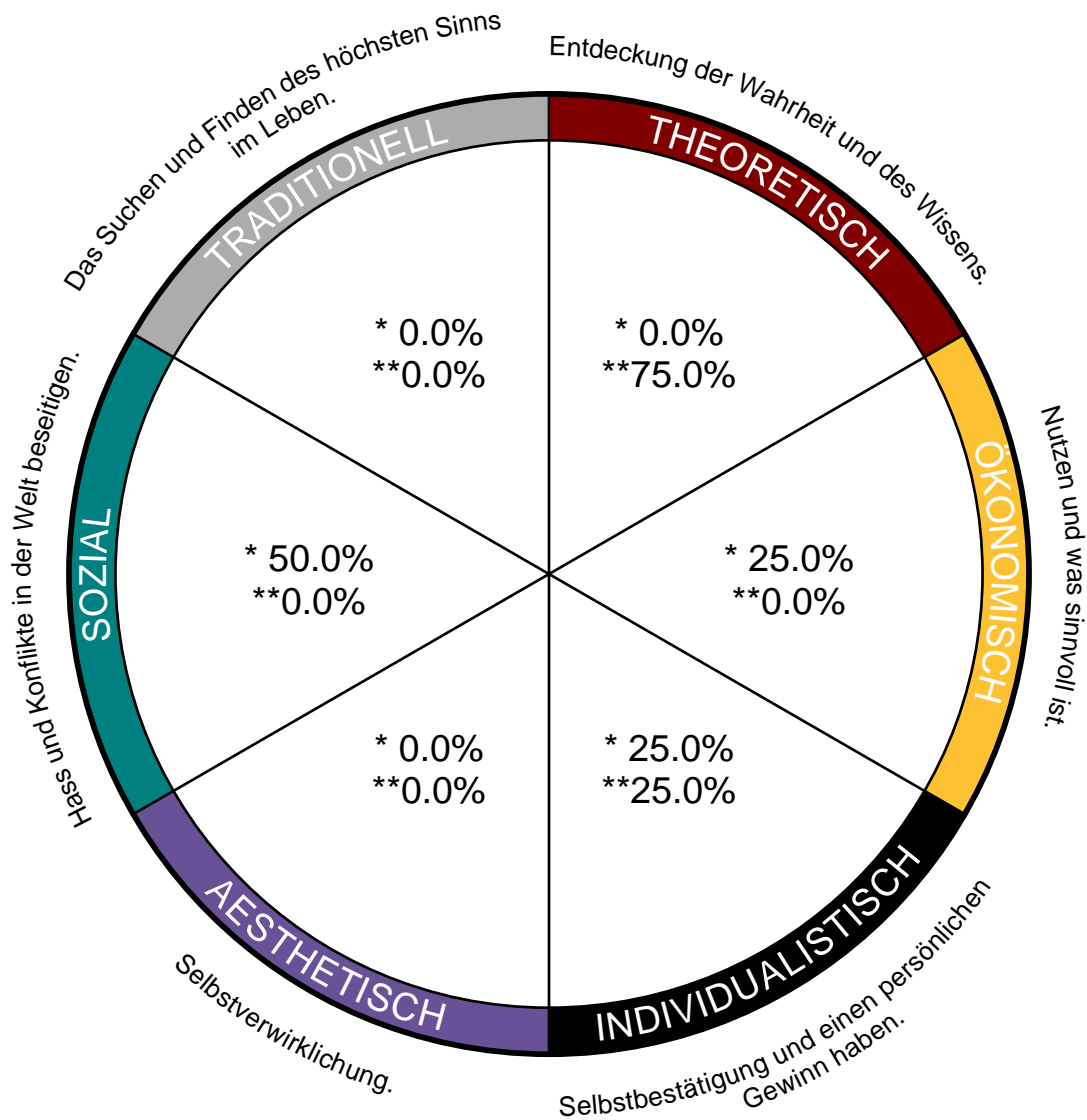 Das Suchen und Finden des höchsten Sinns
im Leben.
Entdeckung der Wahrheit und des Wissens.
TRADITIONELL
THEORETISCH
* 0.0%
**0.0%
* 0.0%
**75.0%
Hass und Konflikte in der Welt beseitigen.
SOZIAL
* 50.0%
**0.0%
* 25.0%
**0.0%
ÖKONOMISCH
Nutzen und was sinnvoll ist.
* 0.0%
**0.0%
* 25.0%
**25.0%
AESTHETISCH
INDIVIDUALISTISCH
Selbstverwirklichung.
Selbstbestätigung und einen persönlichen
Gewinn haben.